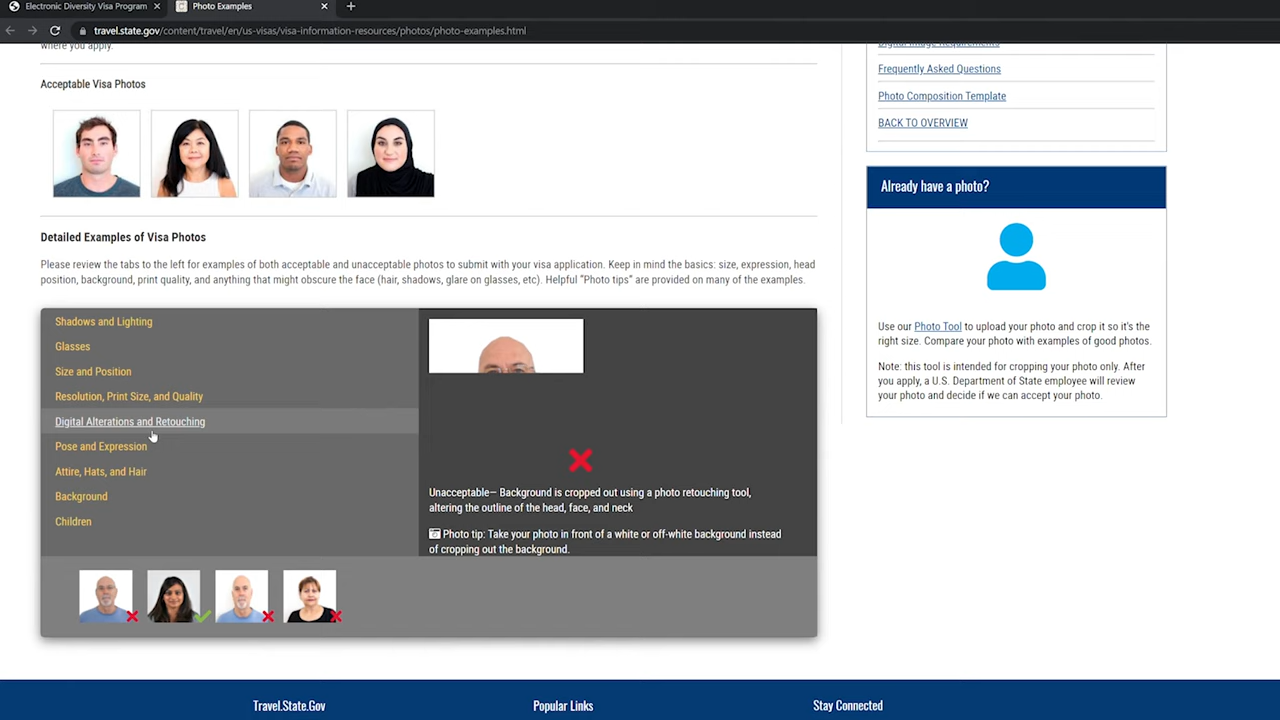 Electronic Diversity Visa Program
Photo Examples
travel.state.gov/content/travel/en/us-visas/visa-information-resources/photos/photo-examples.html
where you apply.
Acceptable Visa Photos
Detailed Examples of Visa Photos
Please review the tabs to the left for examples of both acceptable and unacceptable photos to submit with your visa application. Keep in mind the basics: size, expression, head
position, background, print quality, and anything that might obscure the face (hair, shadows, glare on glasses, etc). Helpful “Photo tips” are provided on many of the examples.
Shadows and Lighting
Glasses
Size and Position
Resolution, Print Size, and Quality
Digital Alterations and Retouching
Pose and Expression
Attire, Hats, and Hair
Background
Children
Unacceptable— Background is cropped out using a photo retouching tool,
altering the outline of the head, face, and neck
Photo tip: Take your photo in front of a white or off-white background instead
of cropping out the background.
Digital Image Requirements
Frequently Asked Questions
Photo Composition Template
BACK TO OVERVIEW
Already have a photo?
Use our Photo Tool to upload your photo and crop it so it's the
right size. Compare your photo with examples of good photos.
Note: this tool is intended for cropping your photo only. After
you apply, a U.S. Department of State employee will review
your photo and decide if we can accept your photo.
Travel.State.Gov
Popular Links
Stay Connected